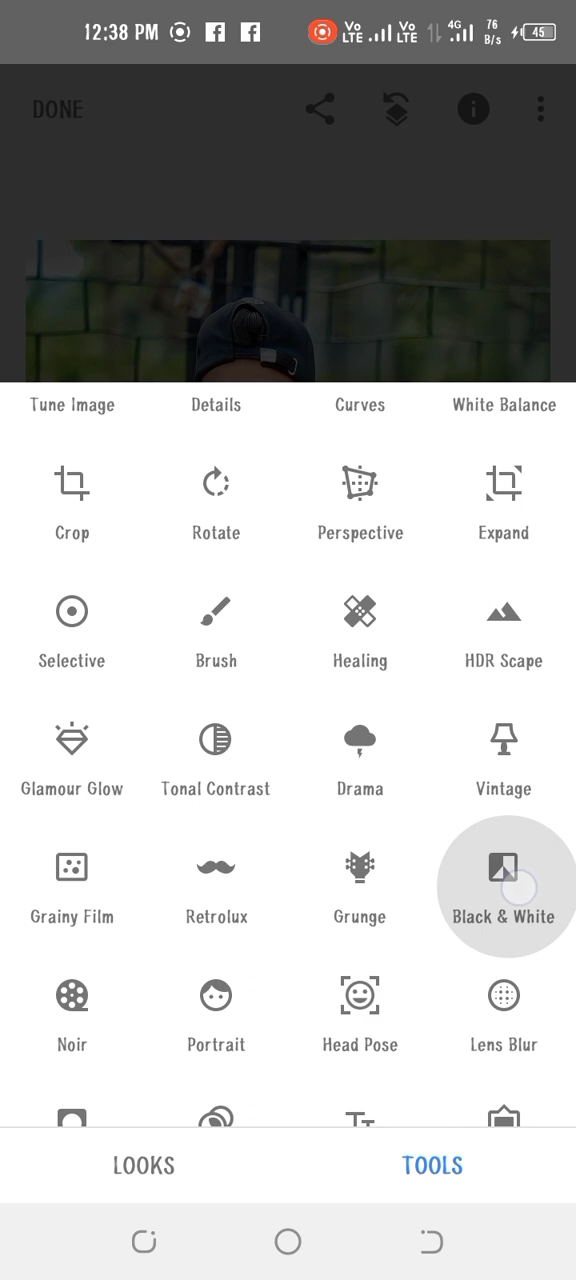 12:38 PM Vo LTE Vo LTE 4G 76 B/s 45
DONE
Tune Image Details Curves White Balance
Crop Rotate Perspective Expand
Selective Brush Healing HDR Scape
Glamour Glow Tonal Contrast Drama Vintage
Grainy Film Retrolux Grunge Black & White
Noir Portrait Head Pose Lens Blur
LOOKS TOOLS